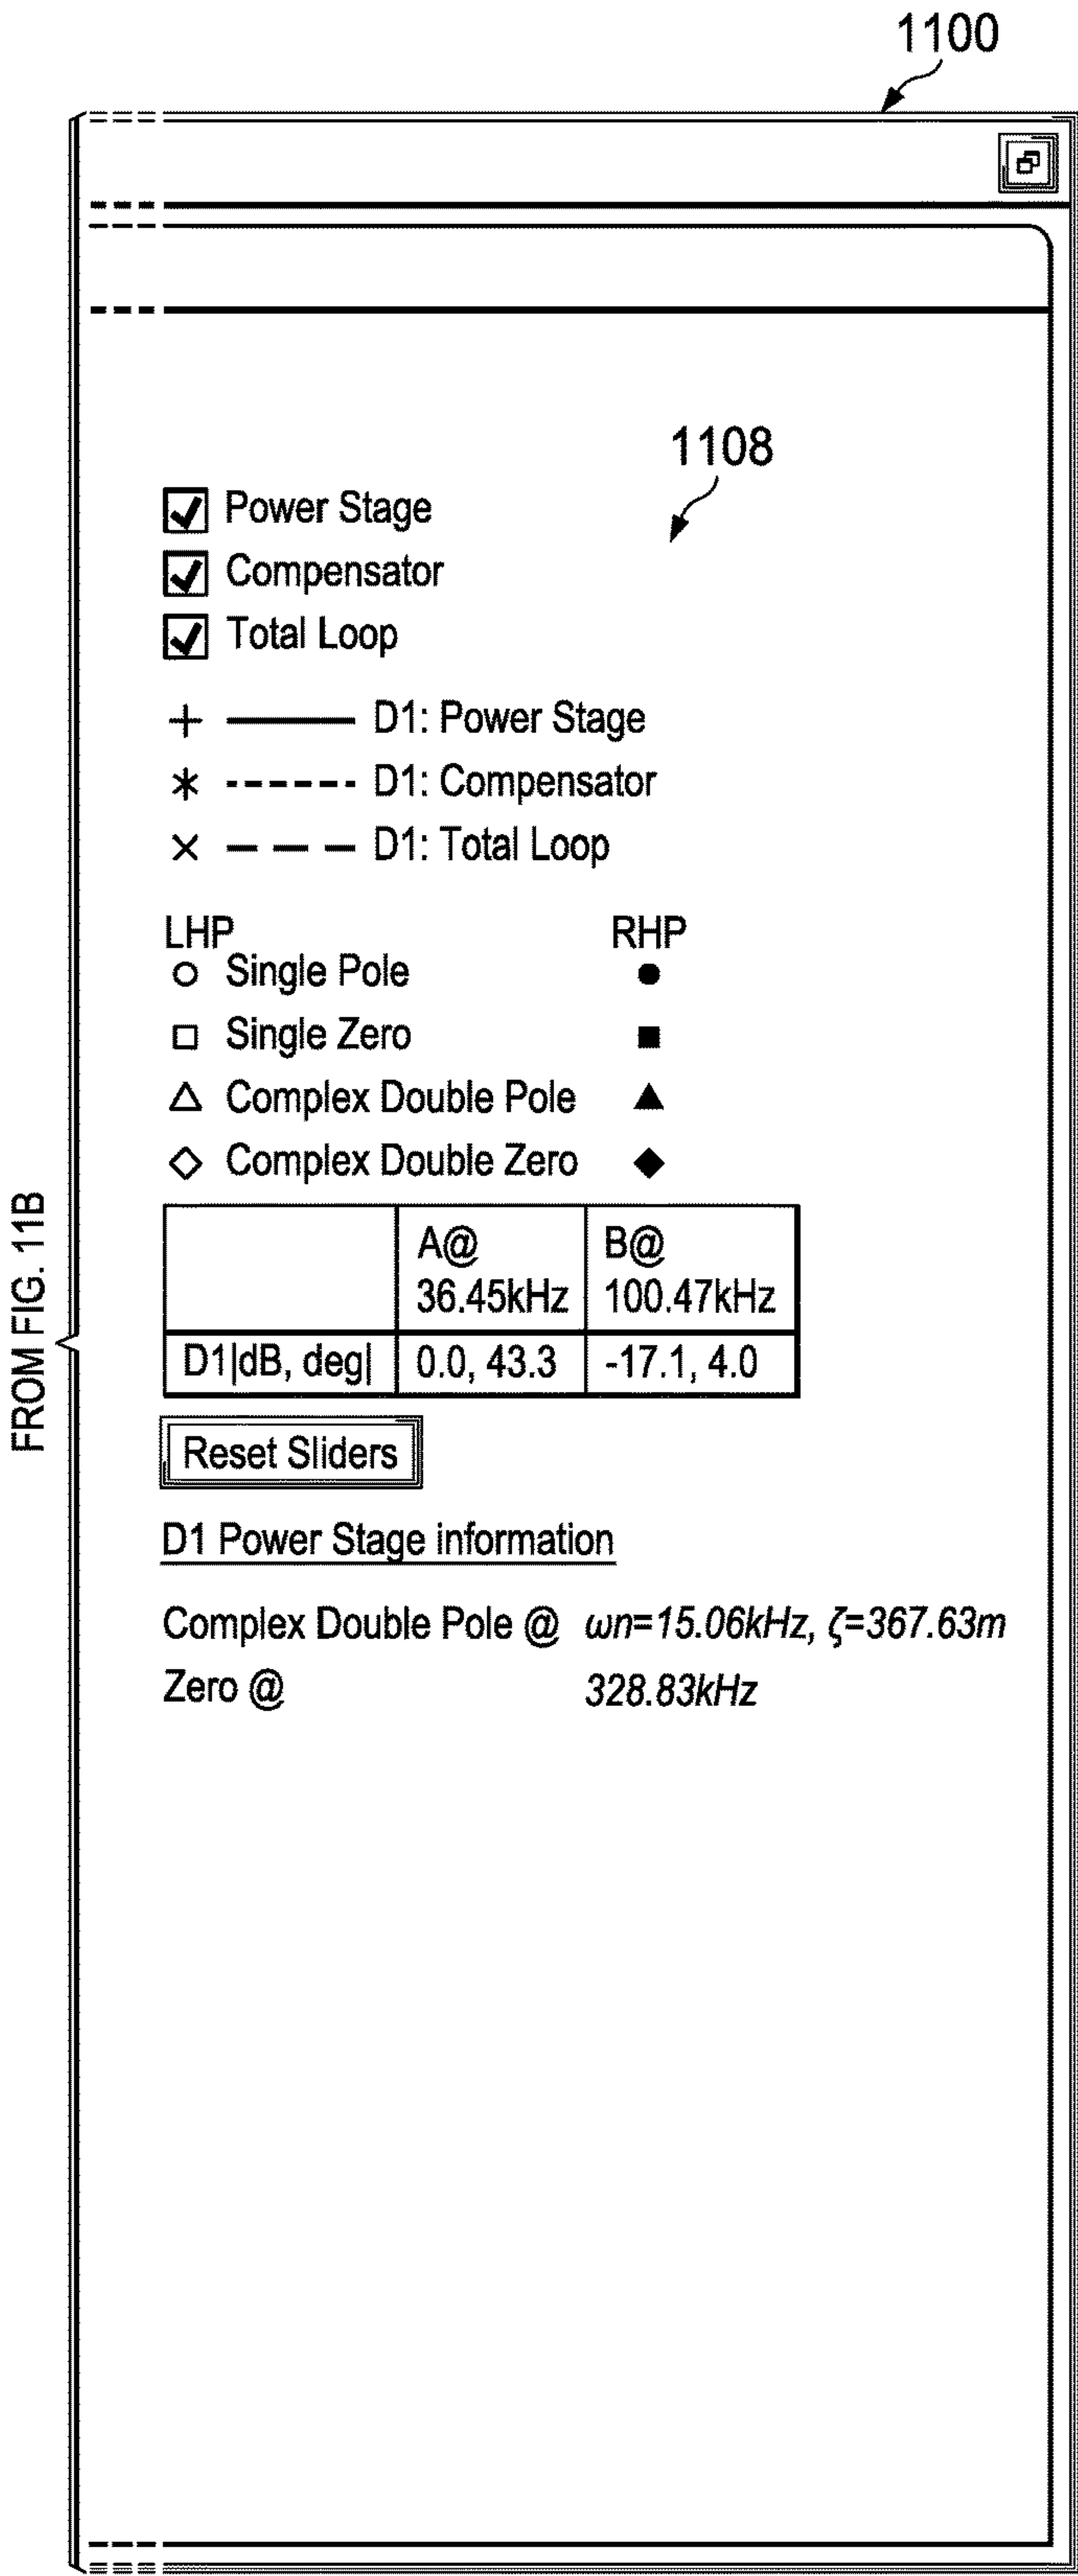 1100
1108
Power Stage
Compensator
Total Loop
D1: Power Stage
D1: Compensator
D1: Total Loop
LHP RHP
Single Pole
Single Zero
Complex Double Pole
Complex Double Zero
A@ B@
36.45kHz 100.47kHz
D1|dB, deg| 0.0, 43.3 -17.1, 4.0
Reset Sliders
D1 Power Stage information
Complex Double Pole @ ωn=15.06kHz, ζ=367.63m
Zero @ 328.83kHz
FROM FIG. 11B